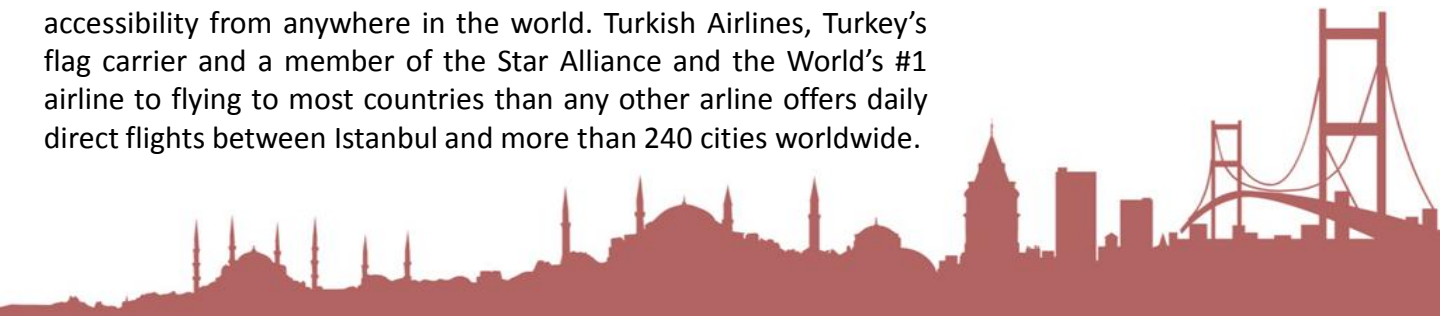 accessibility from anywhere in the world. Turkish Airlines, Turkey’s
flag carrier and a member of the Star Alliance and the World’s #1
airline to flying to most countries than any other arline offers daily
direct flights between Istanbul and more than 240 cities worldwide.